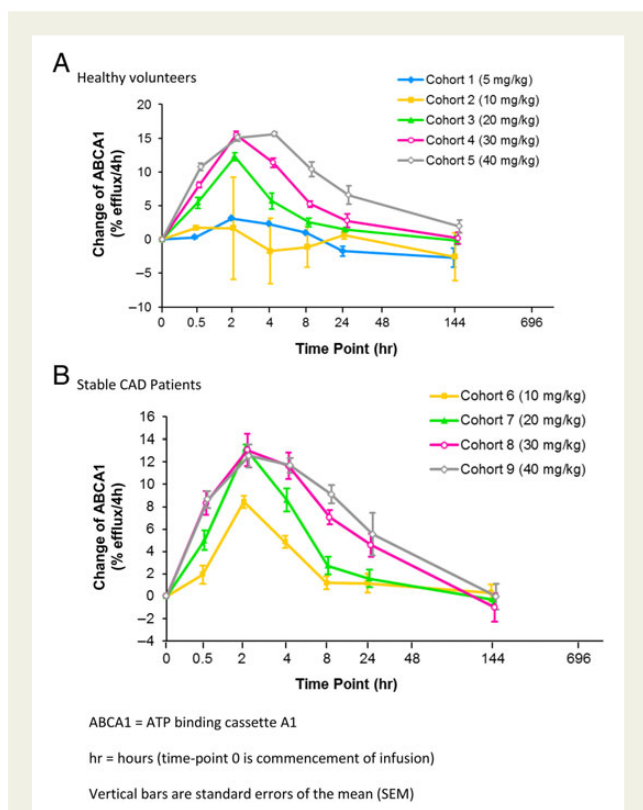 A
Healthy volunteers
Cohort 1 (5 mg/kg)
Cohort 2 (10 mg/kg)
Cohort 3 (20 mg/kg)
Cohort 4 (30 mg/kg)
Cohort 5 (40 mg/kg)
Change of ABCA1
(% efflux/4h)
20
15
10
5
0
–5
–10
0 0.5 2 4 8 24 48 144 696
Time Point (hr)
B
Stable CAD Patients
Cohort 6 (10 mg/kg)
Cohort 7 (20 mg/kg)
Cohort 8 (30 mg/kg)
Cohort 9 (40 mg/kg)
Change of ABCA1
(% efflux/4h)
16
14
12
10
8
6
4
2
0
–2
–4
0 0.5 2 4 8 24 48 144 696
Time Point (hr)
ABCA1 = ATP binding cassette A1
hr = hours (time-point 0 is commencement of infusion)
Vertical bars are standard errors of the mean (SEM)